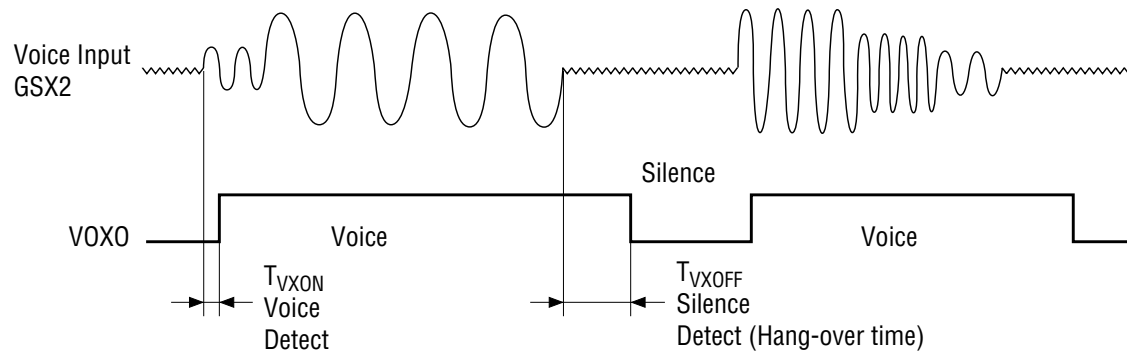 Voice Input
GSX2
Silence
VOXO
Voice
Voice
TVXON
Voice
Detect
TVXOFF
Silence
Detect (Hang-over time)